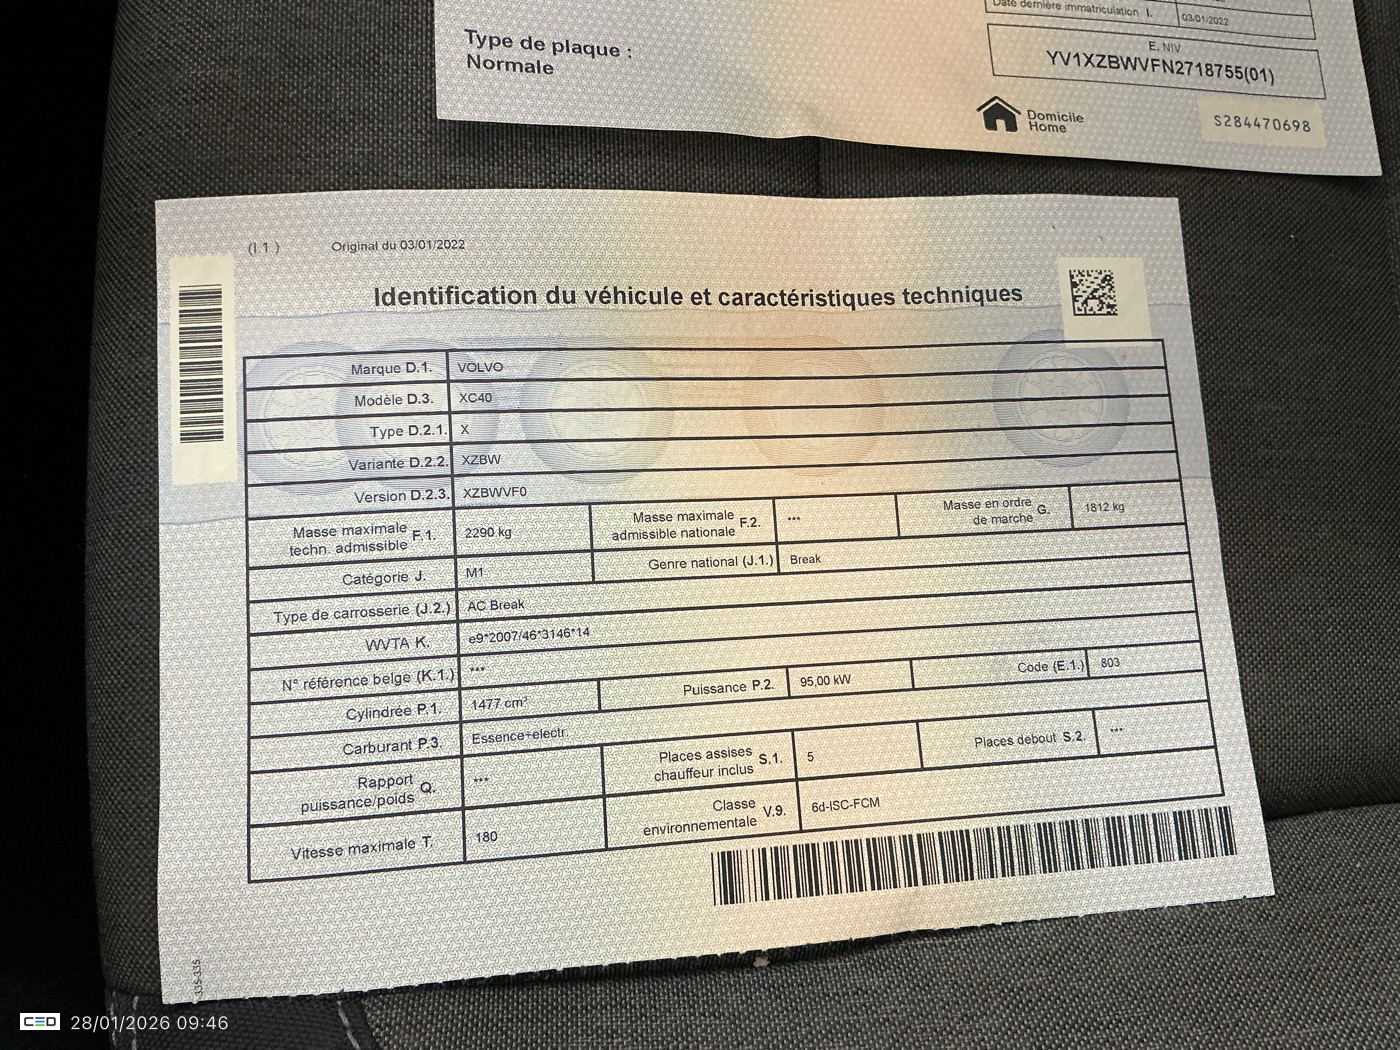 Date dernière immatriculation I. 03/01/2022
Type de plaque :
Normale
E. NIV
YV1XZBWVFN2718755(01)
Domicile
Home
S284470698
(I.1.) Original du 03/01/2022
Identification du véhicule et caractéristiques techniques
Marque D.1. VOLVO
Modèle D.3. XC40
Type D.2.1. X
Variante D.2.2. XZBW
Version D.2.3. XZBWVF0
Masse maximale techn. admissible F.1. 2290 kg Masse maximale admissible nationale F.2. *** Masse en ordre de marche G. 1812 kg
Catégorie J. M1 Genre national (J.1.) Break
Type de carrosserie (J.2.) AC Break
WVTA K. e9*2007/46*3146*14
N° référence belge (K.1.) ***
Cylindrée P.1. 1477 cm³ Puissance P.2. 95,00 kW Code (E.1.) 803
Carburant P.3. Essence+electr.
Rapport puissance/poids Q. *** Places assises chauffeur inclus S.1. 5 Places debout S.2. ***
Vitesse maximale T. 180 Classe environnementale V.9. 6d-ISC-FCM
335-335
CED 28/01/2026 09:46